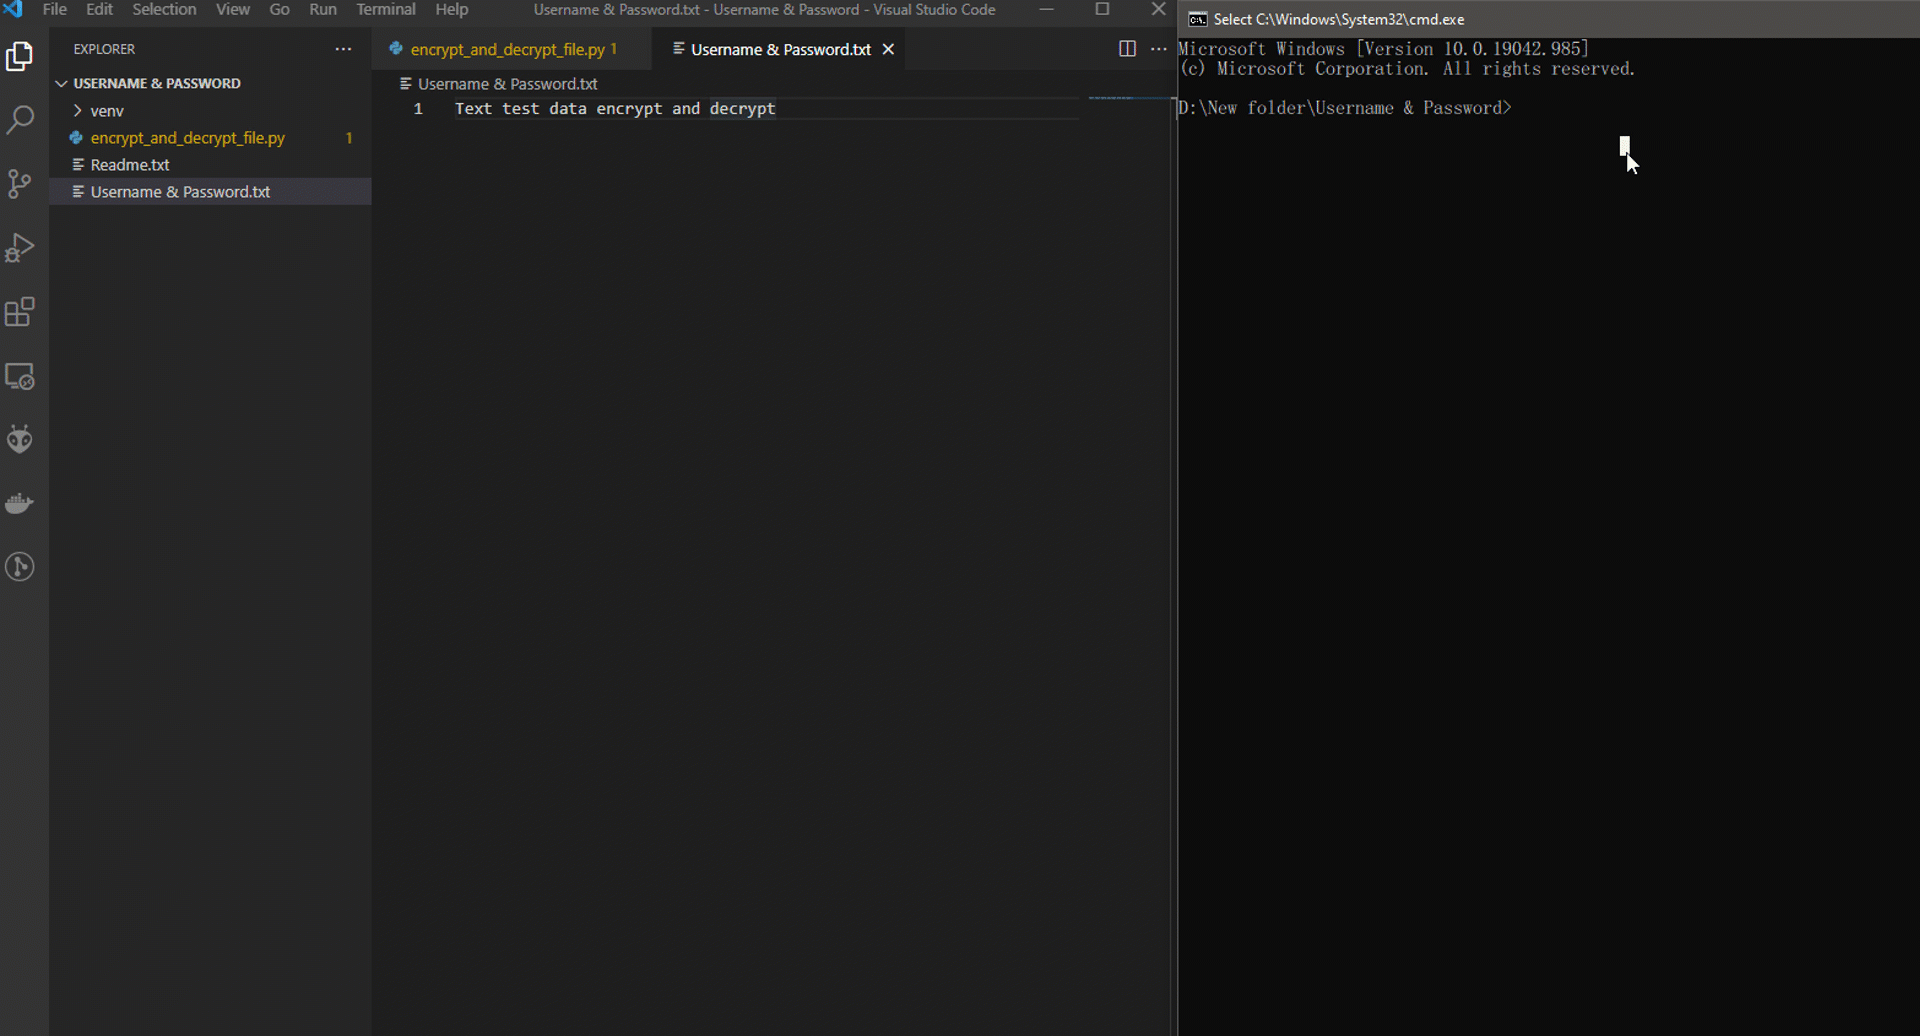 File Edit Selection View Go Run Terminal Help Username & Password.txt - Username & Password - Visual Studio Code
EXPLORER
USERNAME & PASSWORD
venv
encrypt_and_decrypt_file.py 1
Readme.txt
Username & Password.txt
encrypt_and_decrypt_file.py 1 Username & Password.txt
Username & Password.txt
1 Text test data encrypt and decrypt
C:\ Select C:\Windows\System32\cmd.exe
Microsoft Windows [Version 10.0.19042.985]
(c) Microsoft Corporation. All rights reserved.
D:\New folder\Username & Password>